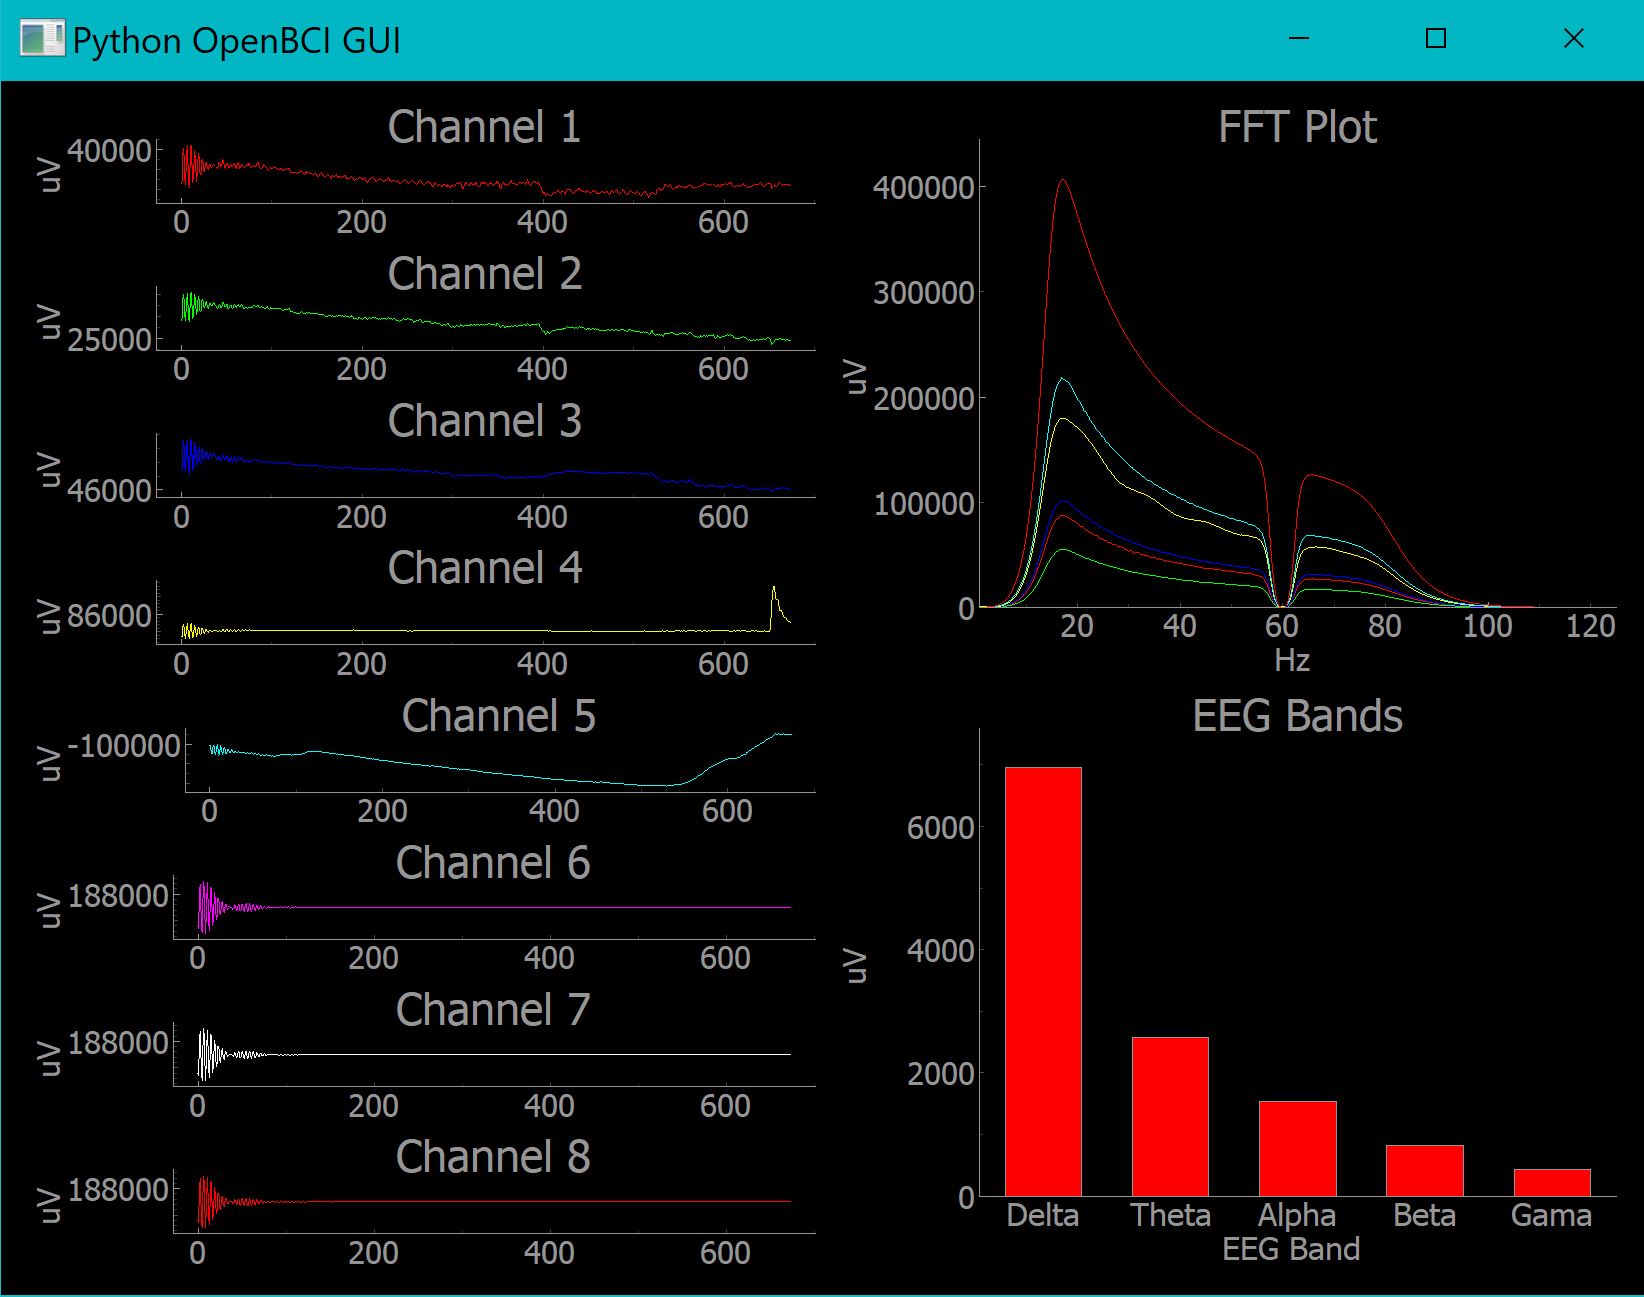 Python OpenBCI GUI
Channel 1
uV
40000
0 200 400 600
Channel 2
uV
25000
0 200 400 600
Channel 3
uV
46000
0 200 400 600
Channel 4
uV
86000
0 200 400 600
Channel 5
uV
-100000
0 200 400 600
Channel 6
uV
188000
0 200 400 600
Channel 7
uV
188000
0 200 400 600
Channel 8
uV
188000
0 200 400 600
FFT Plot
uV
400000
300000
200000
100000
0
20 40 60 80 100 120
Hz
EEG Bands
uV
6000
4000
2000
0
Delta Theta Alpha Beta Gama
EEG Band